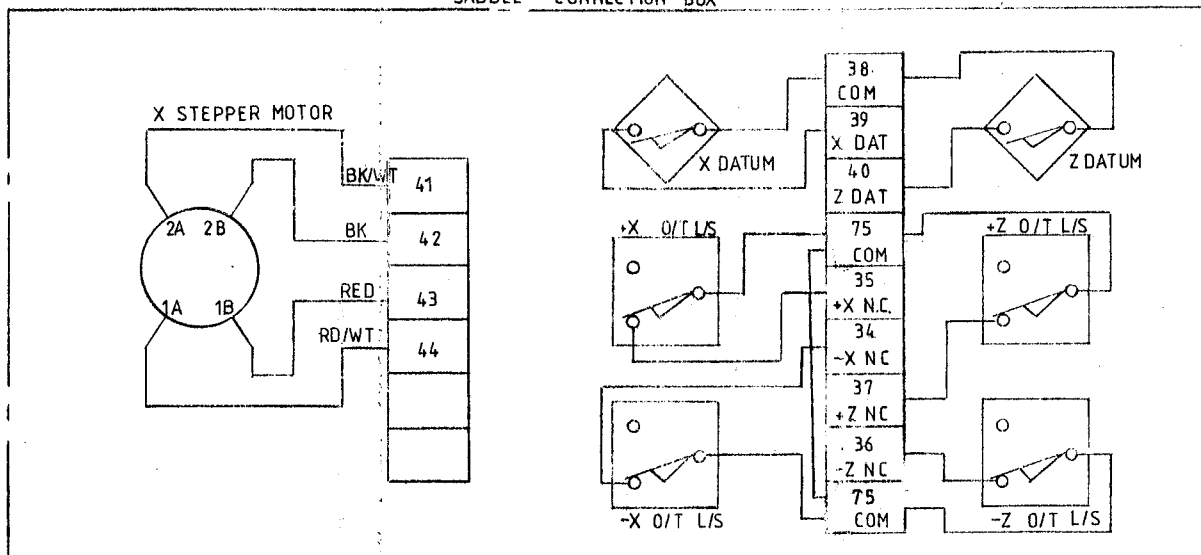 SADDLE CONNECTION BOX
X STEPPER MOTOR
2A 2B
1A 1B
BK/WT 41
BK 42
RED 43
RD/WT 44
X DATUM
+X O/T L/S
-X O/T L/S
38
COM
39
X DAT
40
Z DAT
75
COM
35
+X N.C.
34
-X NC
37
+Z NC
36
-Z NC
75
COM
Z DATUM
+Z O/T L/S
-Z O/T L/S